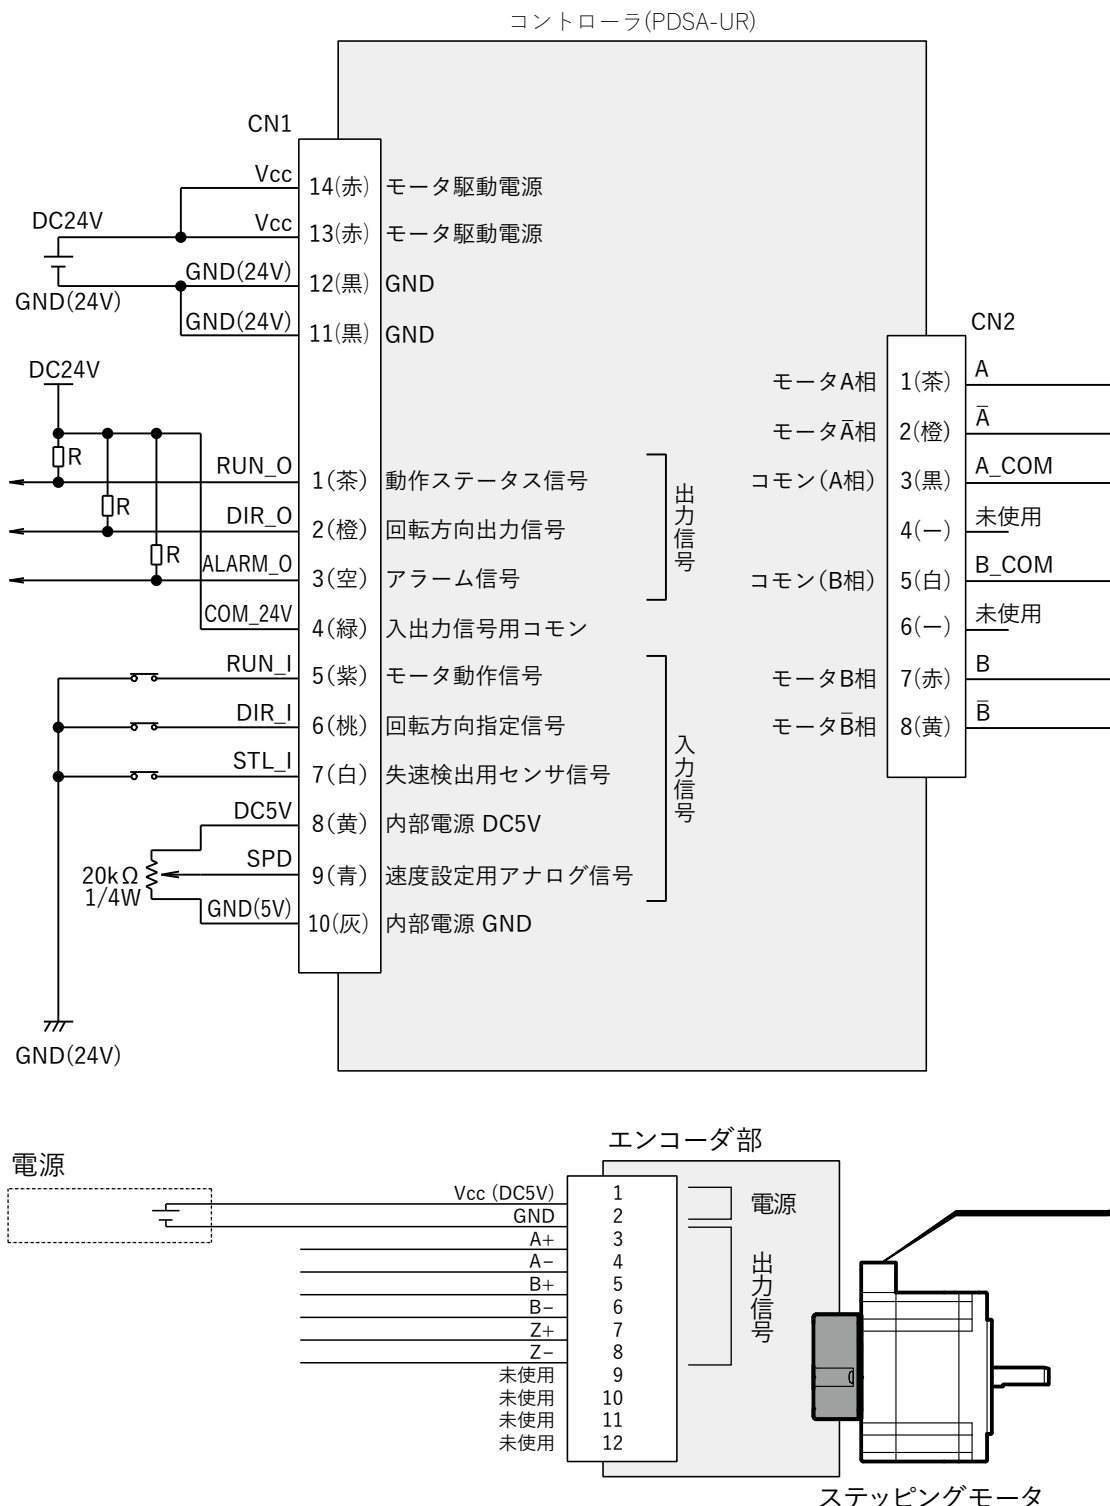 コントローラ(PDSA-UR)
CN1
Vcc 14(赤) モータ駆動電源
DC24V
Vcc 13(赤) モータ駆動電源
GND(24V) 12(黒) GND
GND(24V)
GND(24V) 11(黒) GND
DC24V
R
RUN_O 1(茶) 動作ステータス信号
R
DIR_O 2(橙) 回転方向出力信号
R
ALARM_O 3(空) アラーム信号
出力信号
COM_24V 4(緑) 入出力信号用コモン
RUN_I 5(紫) モータ動作信号
DIR_I 6(桃) 回転方向指定信号
STL_I 7(白) 失速検出用センサ信号
入力信号
DC5V 8(黄) 内部電源 DC5V
20kΩ
1/4W
SPD 9(青) 速度設定用アナログ信号
GND(5V) 10(灰) 内部電源 GND
GND(24V)
CN2
モータA相 1(茶) A
モータA̅相 2(橙) A̅
コモン(A相) 3(黒) A_COM
4(ー) 未使用
コモン(B相) 5(白) B_COM
6(ー) 未使用
モータB相 7(赤) B
モータB̅相 8(黄) B̅
エンコーダ部
電源
Vcc (DC5V) 1
GND 2
電源
A+ 3
A− 4
B+ 5
B− 6
Z+ 7
Z− 8
出力信号
未使用 9
未使用 10
未使用 11
未使用 12
ステッピングモータ